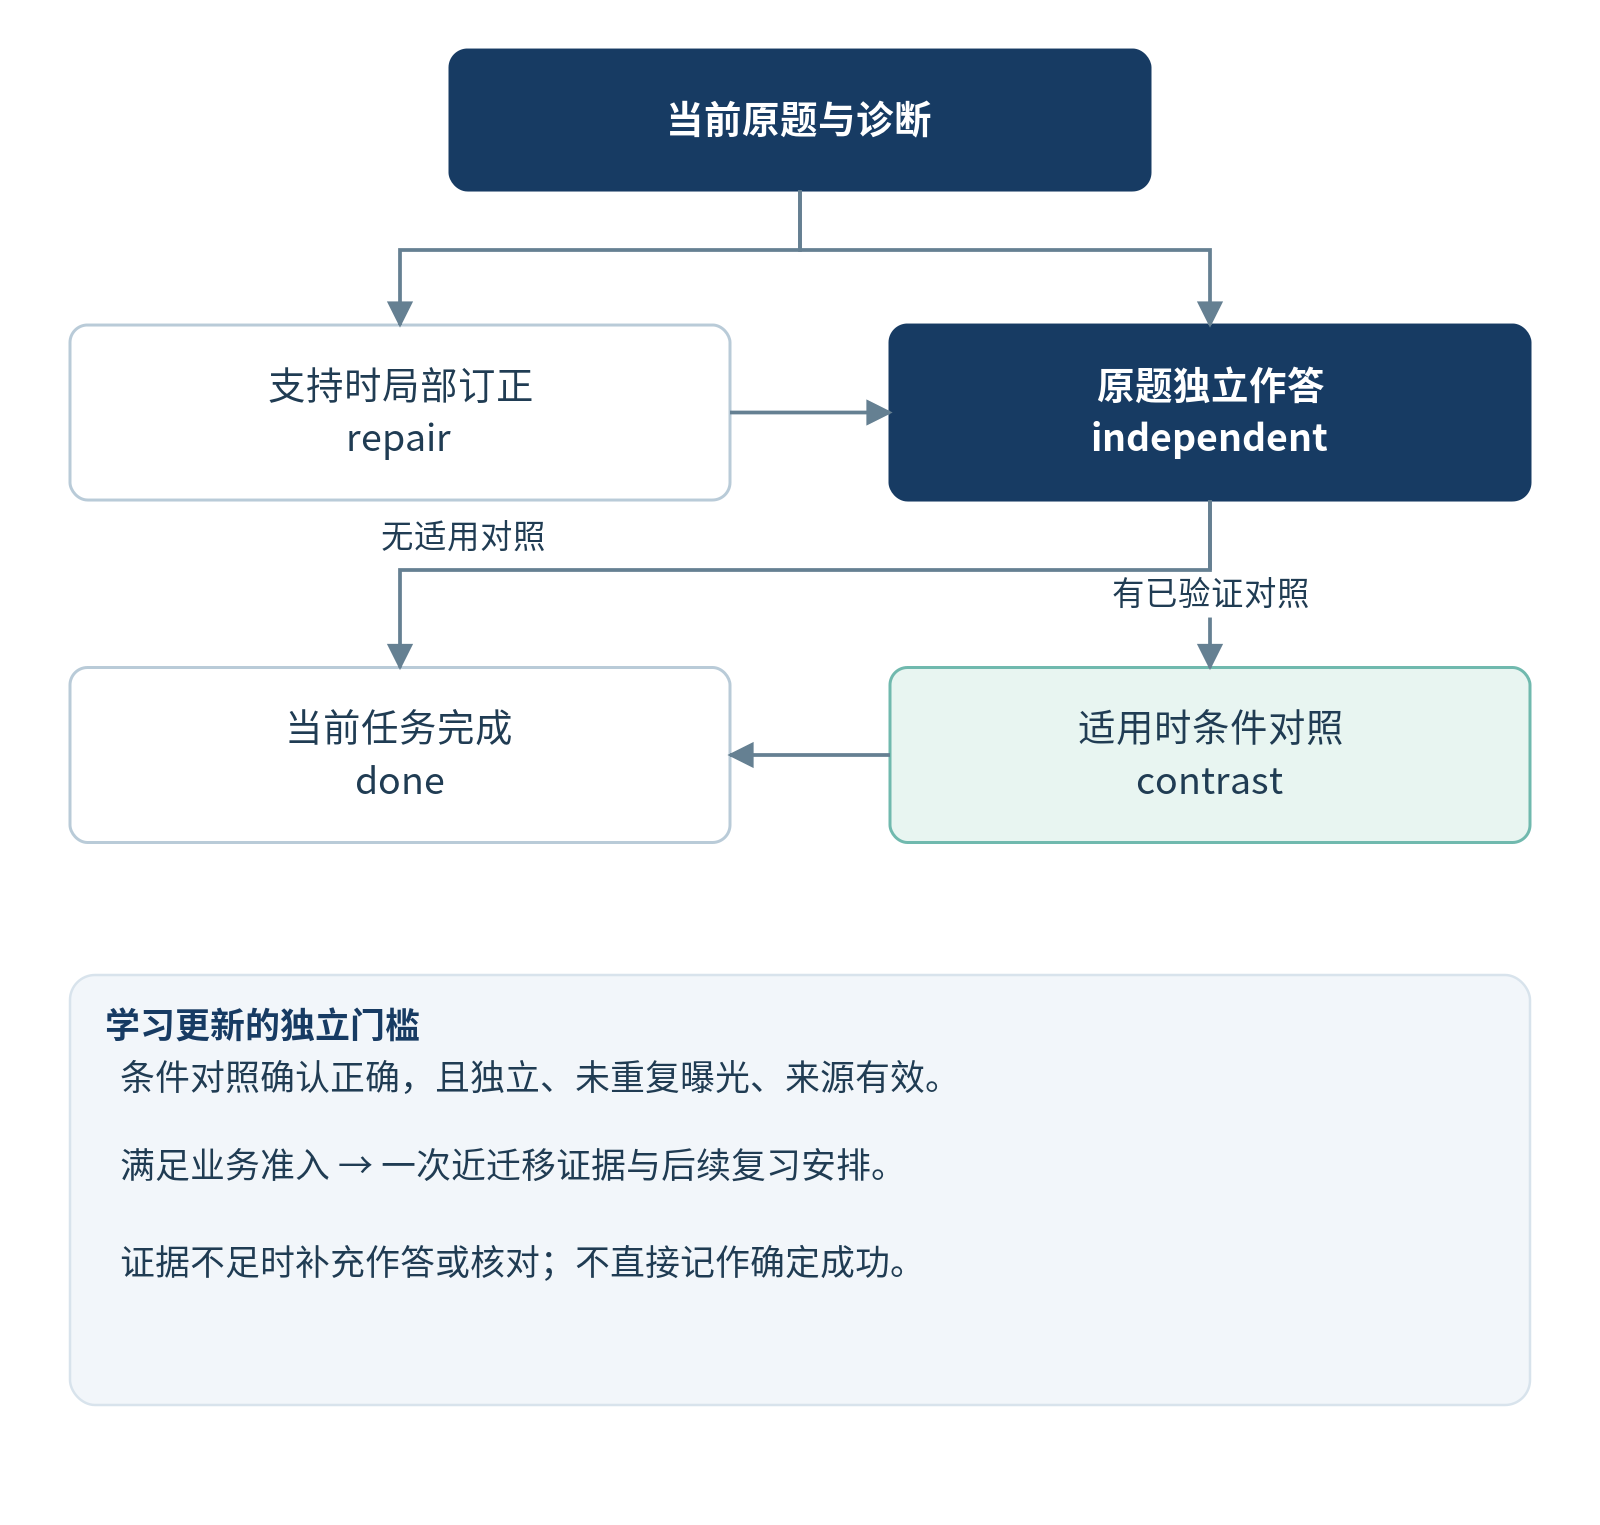 当前原题与诊断
支持时局部订正
repair
原题独立作答
independent
无适用对照
有已验证对照
当前任务完成
done
适用时条件对照
contrast
学习更新的独立门槛
条件对照确认正确，且独立、未重复曝光、来源有效。
满足业务准入 → 一次近迁移证据与后续复习安排。
证据不足时补充作答或核对；不直接记作确定成功。